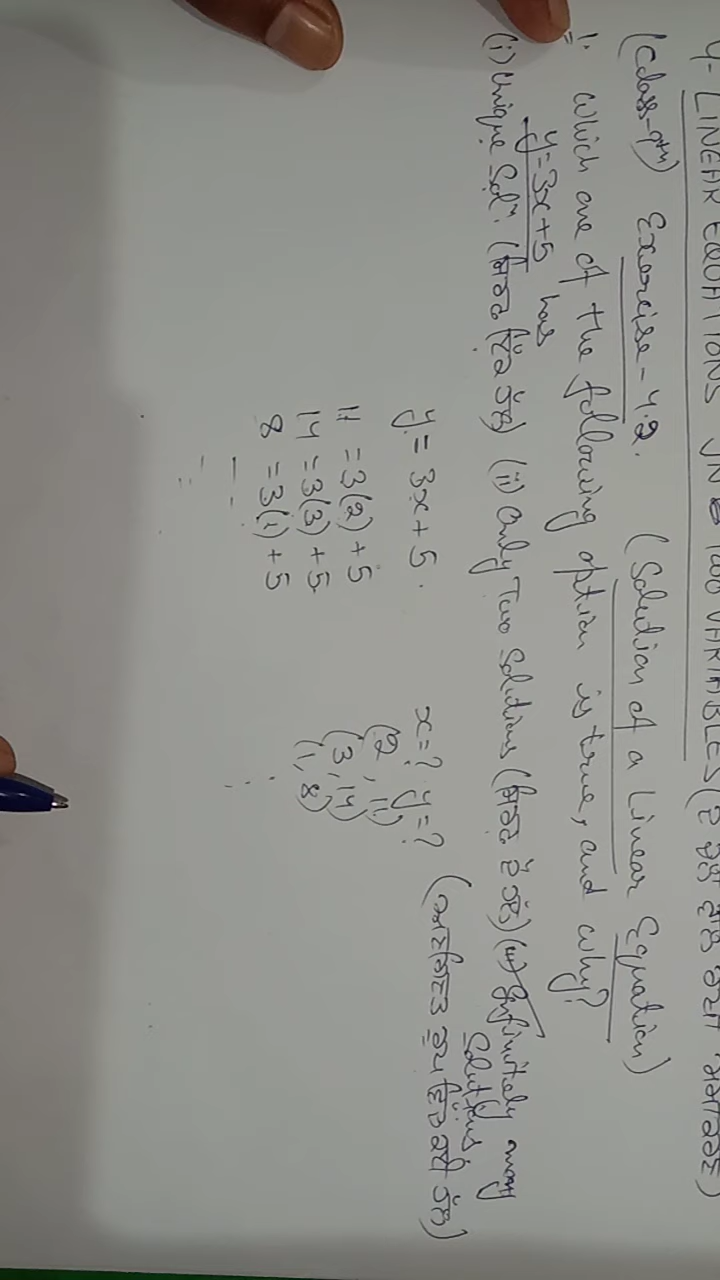 4- LINEAR EQUATIONS IN TWO VARIABLES
(Class-9th) Exercise-4.2. (Solution of a Linear Equation)
1. Which one of the following option is true, and why?
y=3x+5 has
(i) Unique Solⁿ. (ਸਿਰਫ ਇੱਕ ਹੱਲ) (ii) Only Two Solutions (ਸਿਰਫ ਦੋ ਹੱਲ) (iii) Infinitely many
Solutions
y = 3x + 5. x=? y=?
11 = 3(2) + 5 (2, 11)
14 = 3(3) + 5 (3, 14)
8 = 3(1) + 5 (1, 8)